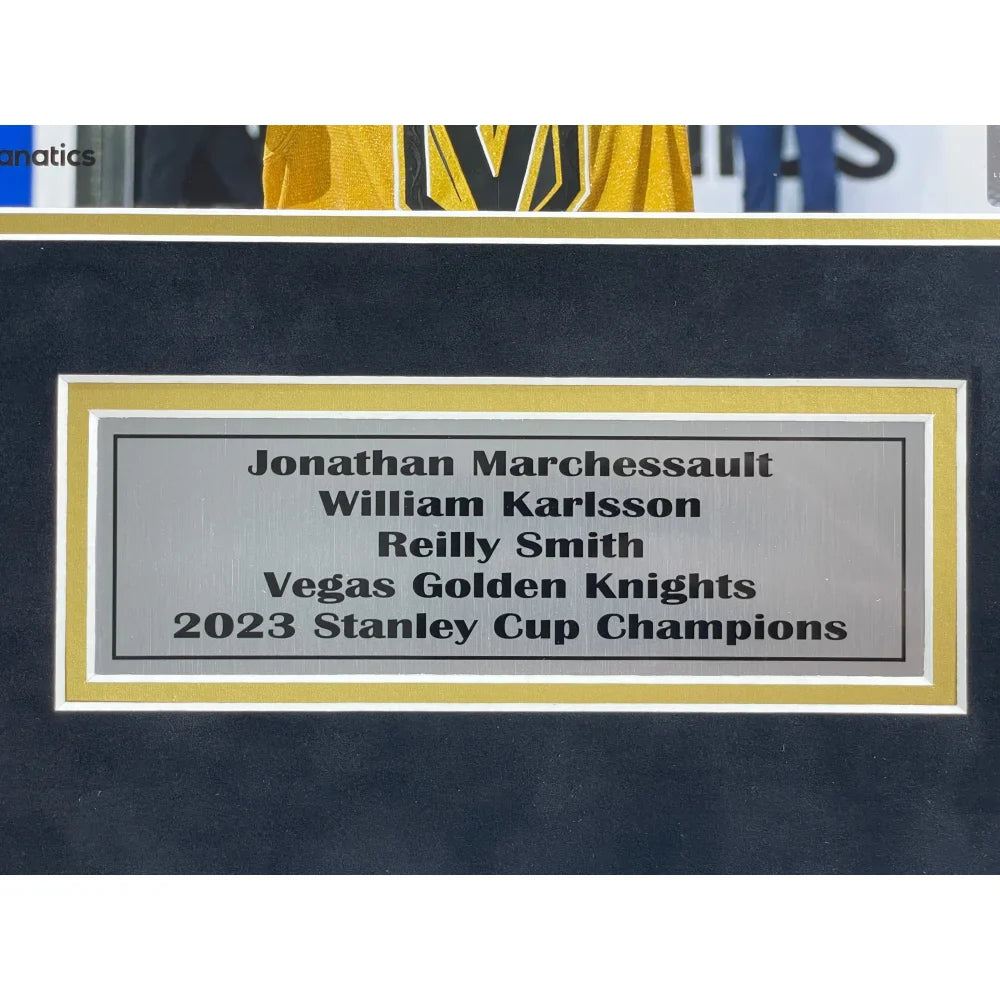 anatics
Jonathan Marchessault
William Karlsson
Reilly Smith
Vegas Golden Knights
2023 Stanley Cup Champions